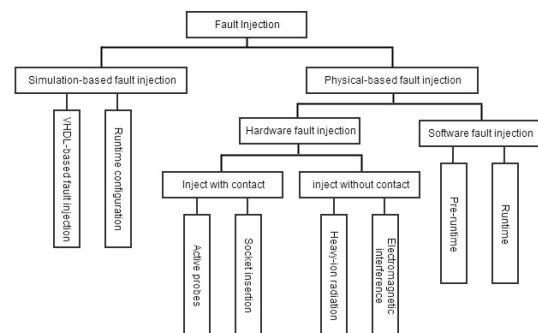 Fault Injection
Simulation-based fault injection
Physical-based fault injection
VHDL-based fault injection
Runtime configuration
Hardware fault injection
Software fault injection
Inject with contact
inject without contact
Pre-runtime
Runtime
Active probes
Socket insertion
Heavy-ion radiation
Electromagnetic
interference